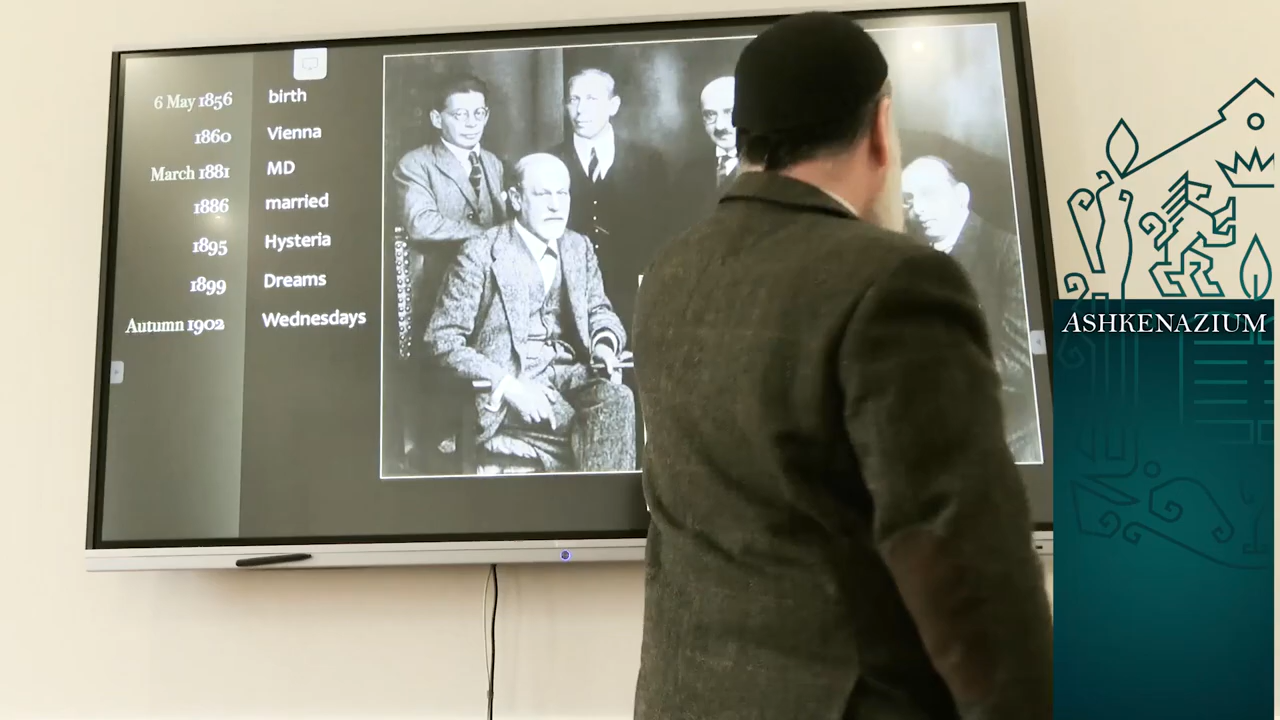 6 May 1856 birth
1860 Vienna
March 1881 MD
1886 married
1895 Hysteria
1899 Dreams
Autumn 1902 Wednesdays
ASHKENAZIUM